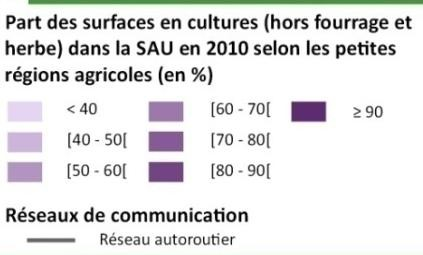 Part des surfaces en cultures (hors fourrage et
herbe) dans la SAU en 2010 selon les petites
régions agricoles (en %)
< 40 [60 - 70[ ≥ 90
[40 - 50[ [70 - 80[
[50 - 60[ [80 - 90[
Réseaux de communication
Réseau autoroutier